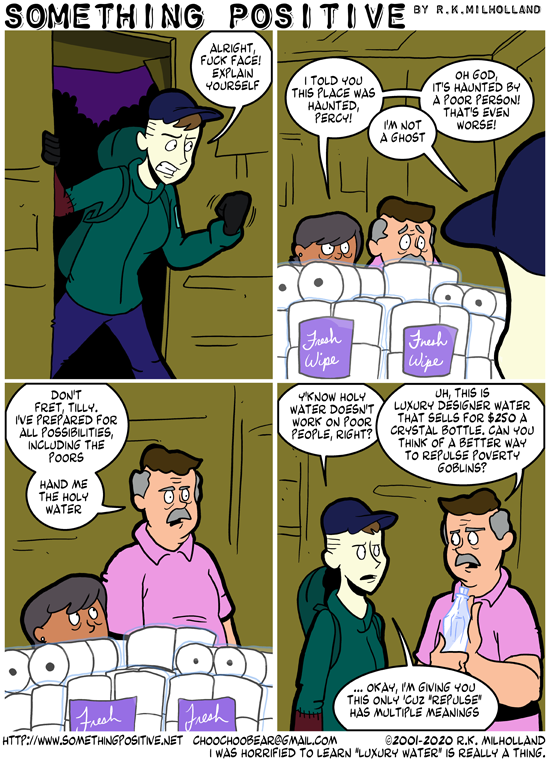 SOMETHING POSITIVE BY R.K.MILHOLLAND
ALRIGHT,
FUCK FACE!
EXPLAIN
YOURSELF
I TOLD YOU
THIS PLACE WAS
HAUNTED,
PERCY!
OH GOD,
IT'S HAUNTED BY
A POOR PERSON!
THAT'S EVEN
WORSE!
I'M NOT
A GHOST
Fresh
Wipe
Fresh
Wipe
DON'T
FRET, TILLY.
I'VE PREPARED FOR
ALL POSSIBILITIES,
INCLUDING THE
POORS
HAND ME
THE HOLY
WATER
Fresh
Fresh
Y'KNOW HOLY
WATER DOESN'T
WORK ON POOR
PEOPLE, RIGHT?
UH, THIS IS
LUXURY DESIGNER WATER
THAT SELLS FOR $250 A
CRYSTAL BOTTLE. CAN YOU
THINK OF A BETTER WAY
TO REPULSE POVERTY
GOBLINS?
... OKAY, I'M GIVING YOU
THIS ONLY 'CUZ "REPULSE"
HAS MULTIPLE MEANINGS
HTTP://WWW.SOMETHINGPOSITIVE.NET CHOOCHOOBEAR@GMAIL.COM ©2001-2020 R.K. MILHOLLAND
I WAS HORRIFIED TO LEARN "LUXURY WATER" IS REALLY A THING.